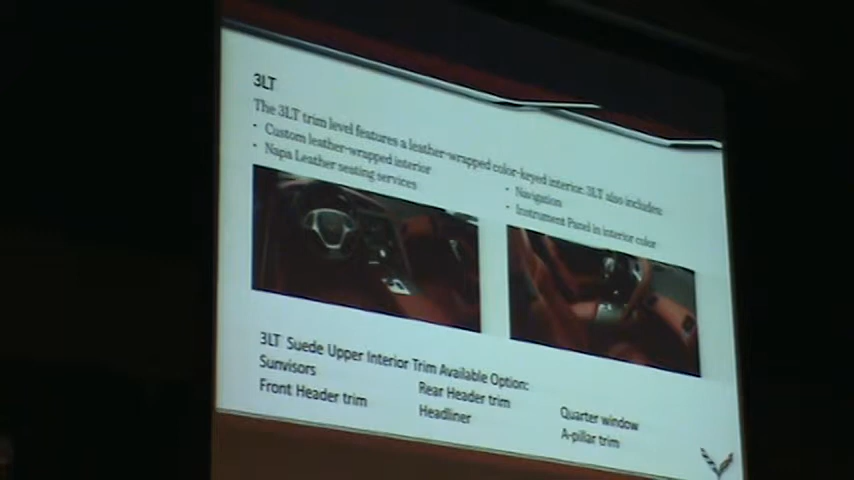 3LT
The 3LT trim level features a leather-wrapped color-keyed interior. 3LT also includes:
• Custom leather-wrapped interior
• Napa Leather seating services
• Navigation
• Instrument Panel in interior color
3LT Suede Upper Interior Trim Available Option:
Sunvisors
Front Header trim
Rear Header trim
Headliner
Quarter window
A-pillar trim